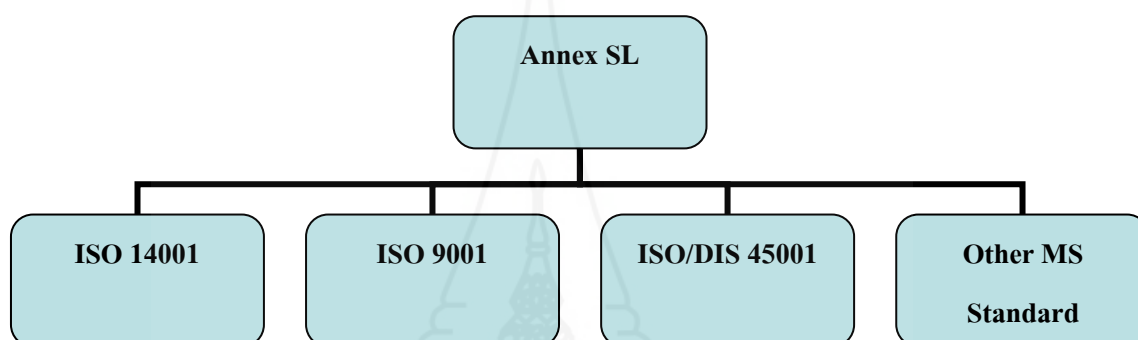 Annex SL
ISO 14001
ISO 9001
ISO/DIS 45001
Other MS
Standard